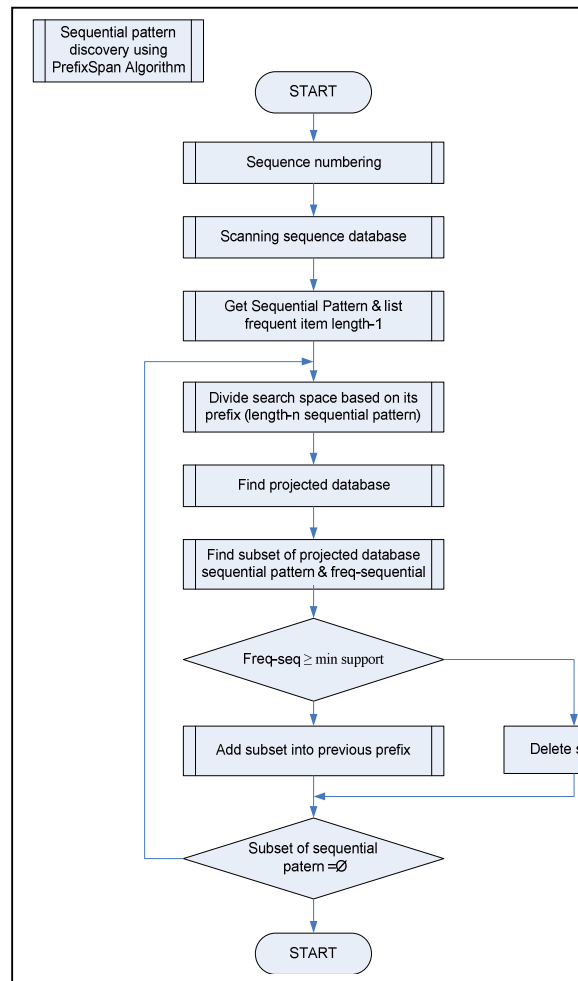 Sequential pattern
discovery using
PrefixSpan Algorithm
START
Sequence numbering
Scanning sequence database
Get Sequential Pattern & list
frequent item length-1
Divide search space based on its
prefix (length-n sequential pattern)
Find projected database
Find subset of projected database
sequential pattern & freq-sequential
Freq-seq ≥ min support
Add subset into previous prefix
Delete
Subset of sequential
patern =Ø
START